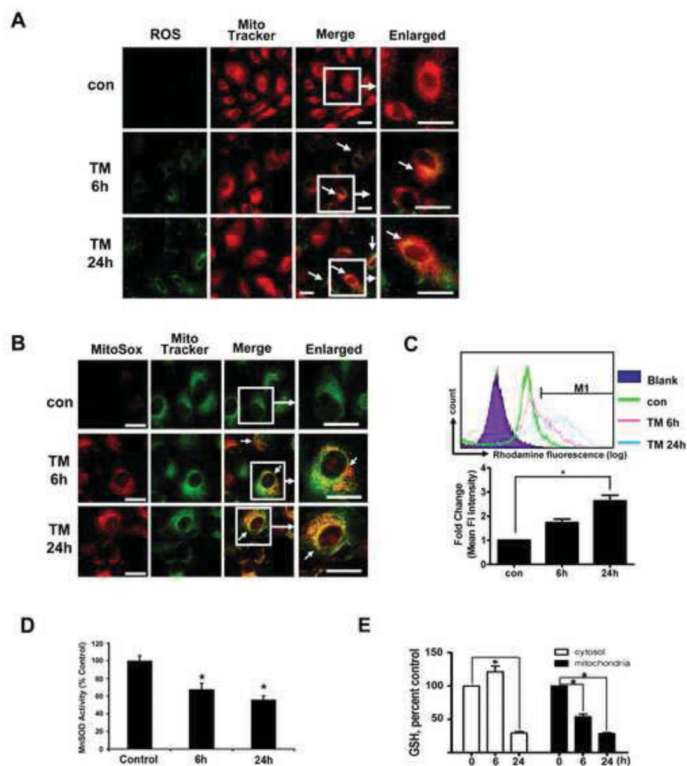 A
ROS
Mito
Tracker
Merge
Enlarged
con
TM
6h
TM
24h
B
MitoSox
Mito
Tracker
Merge
Enlarged
con
TM
6h
TM
24h
C
count
M1
Rhodamine fluorescence (log)
Blank
con
TM 6h
TM 24h
Fold Change
(Mean Fl intensity)
4
3
2
1
0
*
con
6h
24h
D
MnSOD Activity (% Control)
120
100
80
60
40
20
0
*
*
Control
6h
24h
E
GSH, percent control
150
100
50
cytosol
mitochondria
*
*
*
0
6
24
0
6
24 (h)